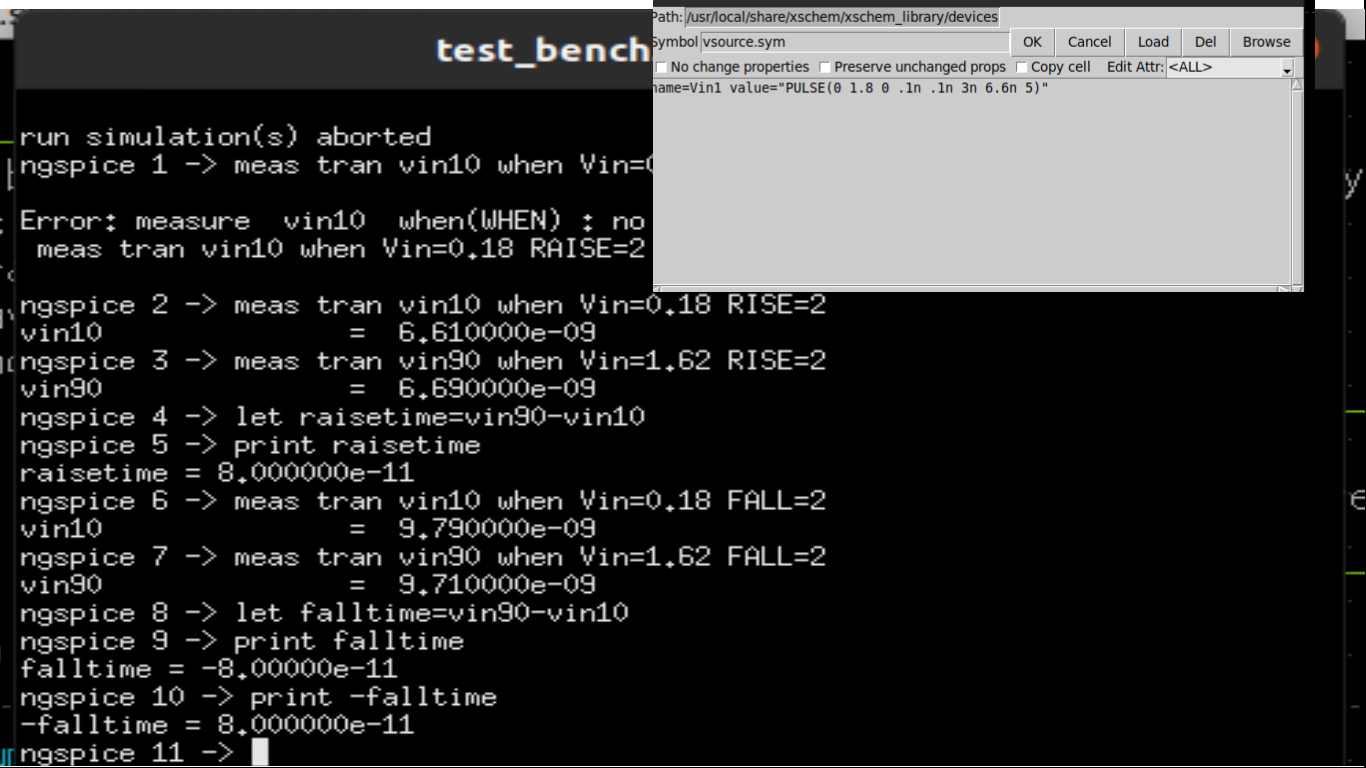 Path: /usr/local/share/xschem/xschem_library/devices
Symbol vsource.sym OK Cancel Load Del Browse
No change properties Preserve unchanged props Copy cell Edit Attr: <ALL>
name=Vin1 value="PULSE(0 1.8 0 .1n .1n 3n 6.6n 5)"
test_bench
run simulation(s) aborted
ngspice 1 -> meas tran vin10 when Vin=0
Error: measure vin10 when(WHEN) : no
meas tran vin10 when Vin=0.18 RAISE=2
ngspice 2 -> meas tran vin10 when Vin=0.18 RISE=2
vin10 = 6.610000e-09
ngspice 3 -> meas tran vin90 when Vin=1.62 RISE=2
vin90 = 6.690000e-09
ngspice 4 -> let raisetime=vin90-vin10
ngspice 5 -> print raisetime
raisetime = 8.000000e-11
ngspice 6 -> meas tran vin10 when Vin=0.18 FALL=2
vin10 = 9.790000e-09
ngspice 7 -> meas tran vin90 when Vin=1.62 FALL=2
vin90 = 9.710000e-09
ngspice 8 -> let falltime=vin90-vin10
ngspice 9 -> print falltime
falltime = -8.00000e-11
ngspice 10 -> print -falltime
-falltime = 8.000000e-11
ngspice 11 ->